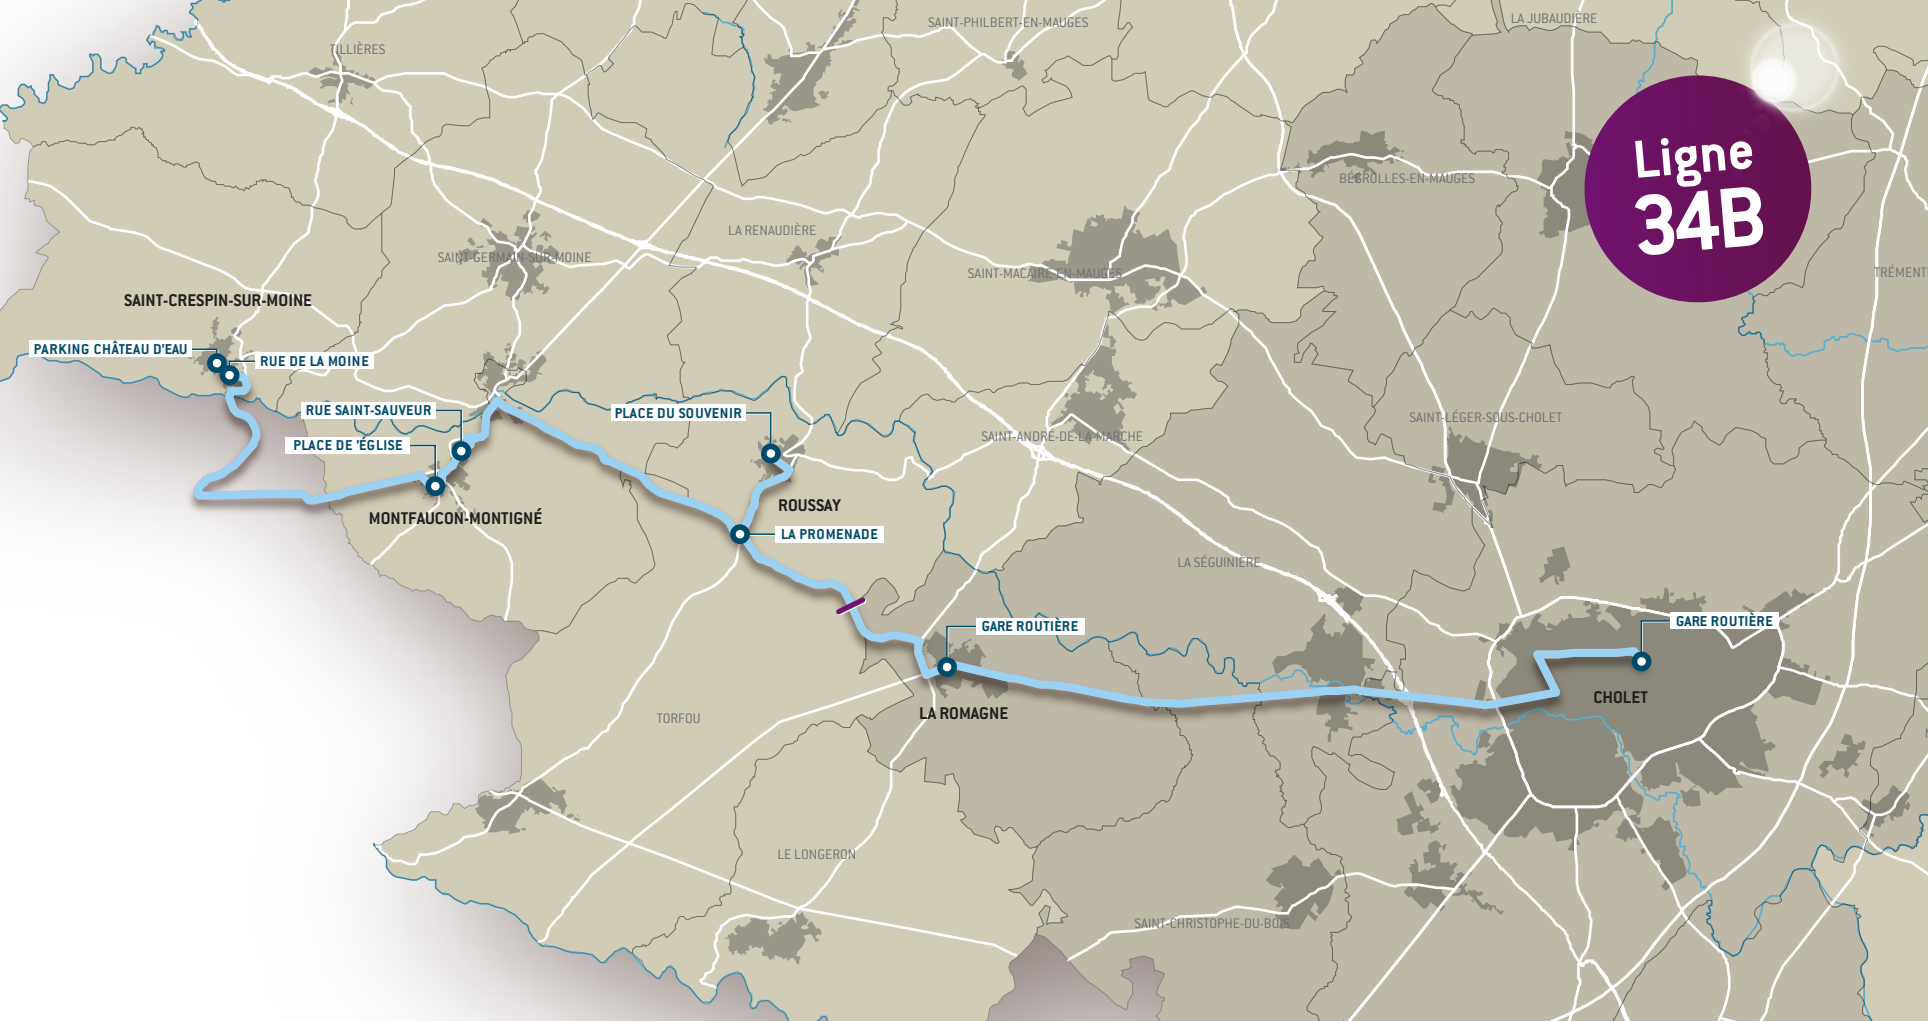 SAINT-PHILBERT-EN-MAUGES
LA JUBAUDIÈRE
TILLIÈRES
Ligne
34B
BÉGROLLES-EN-MAUGES
LA RENAUDIÈRE
SAINT-GERMAIN-SUR-MOINE
SAINT-MACAIRE-EN-MAUGES
TRÉMENT
SAINT-CRESPIN-SUR-MOINE
PARKING CHÂTEAU D'EAU
RUE DE LA MOINE
RUE SAINT-SAUVEUR
PLACE DU SOUVENIR
SAINT-LÉGER-SOUS-CHOLET
SAINT-ANDRÉ-DE-LA-MARCHE
PLACE DE 'ÉGLISE
ROUSSAY
MONTFAUCON-MONTIGNÉ
LA PROMENADE
LA SÉGUINIÈRE
GARE ROUTIÈRE
GARE ROUTIÈRE
CHOLET
LA ROMAGNE
TORFOU
LE LONGERON
SAINT-CHRISTOPHE-DU-BOIS